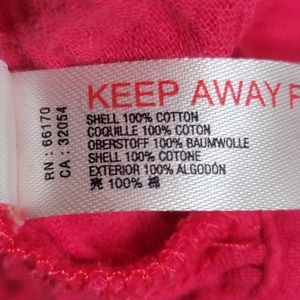 KEEP AWAY F
SHELL 100% COTTON
COQUILLE 100% COTON
OBERSTOFF 100% BAUMWOLLE
SHELL 100% COTONE
EXTERIOR 100% ALGODÓN
100% 棉
RN : 66170
CA : 32054